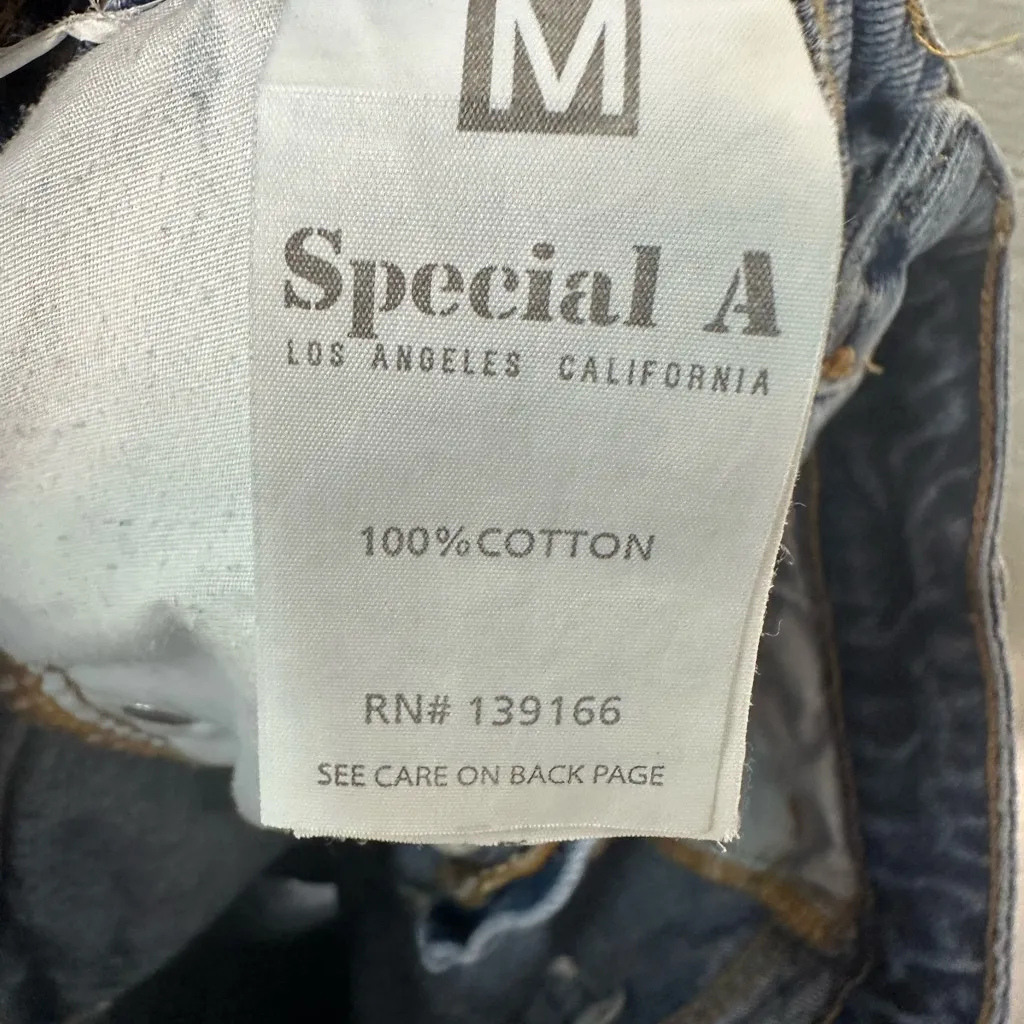 M
Special A
LOS ANGELES CALIFORNIA
100%COTTON
RN# 139166
SEE CARE ON BACK PAGE